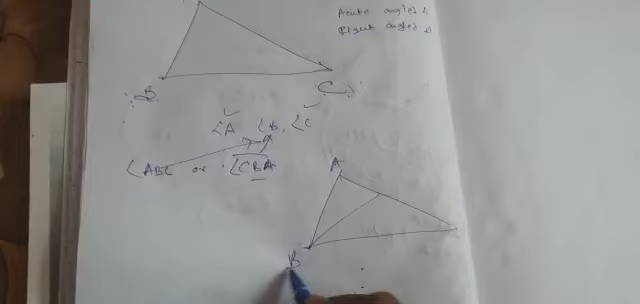 Acute angled
Right angled
B
C
∠A ∠B, ∠C
∠ABC or ∠CBA
A
B